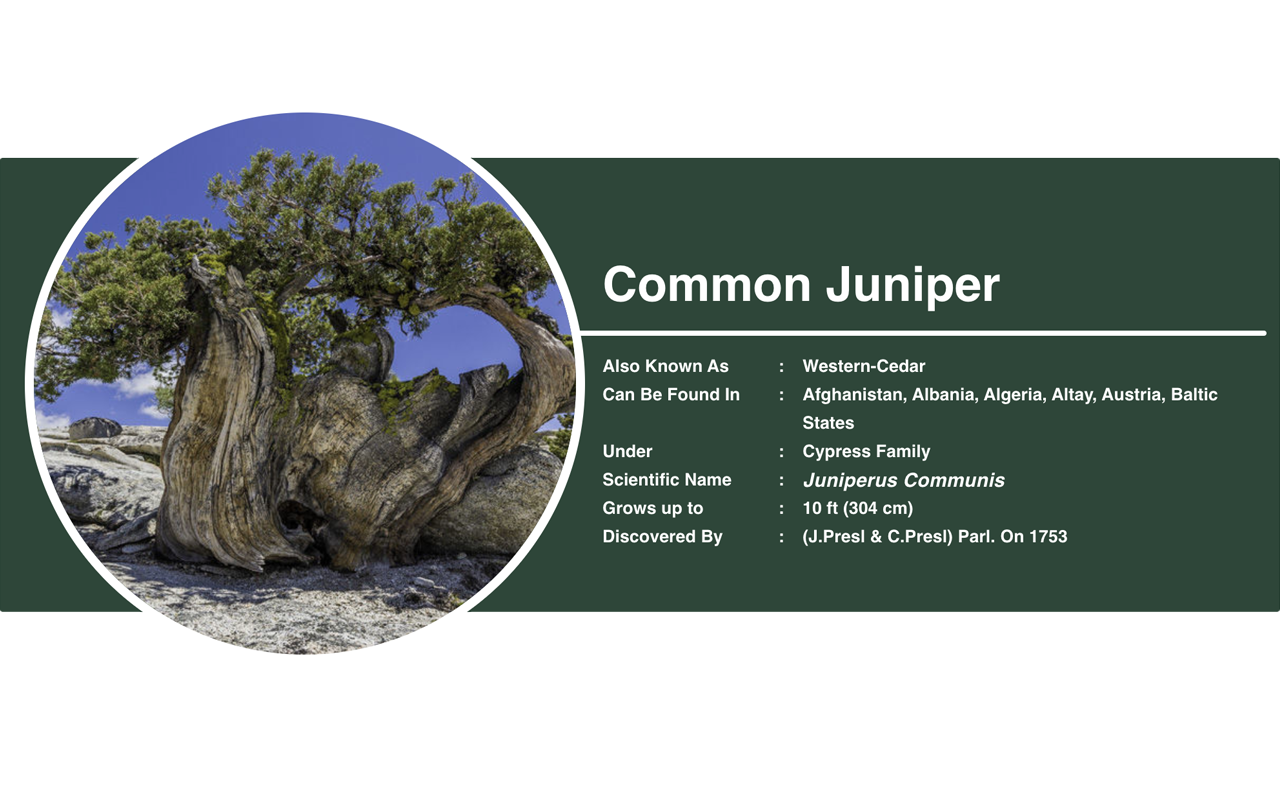 Common Juniper
Also Known As : Western-Cedar
Can Be Found In : Afghanistan, Albania, Algeria, Altay, Austria, Baltic
States
Under : Cypress Family
Scientific Name : Juniperus Communis
Grows up to : 10 ft (304 cm)
Discovered By : (J.Presl & C.Presl) Parl. On 1753